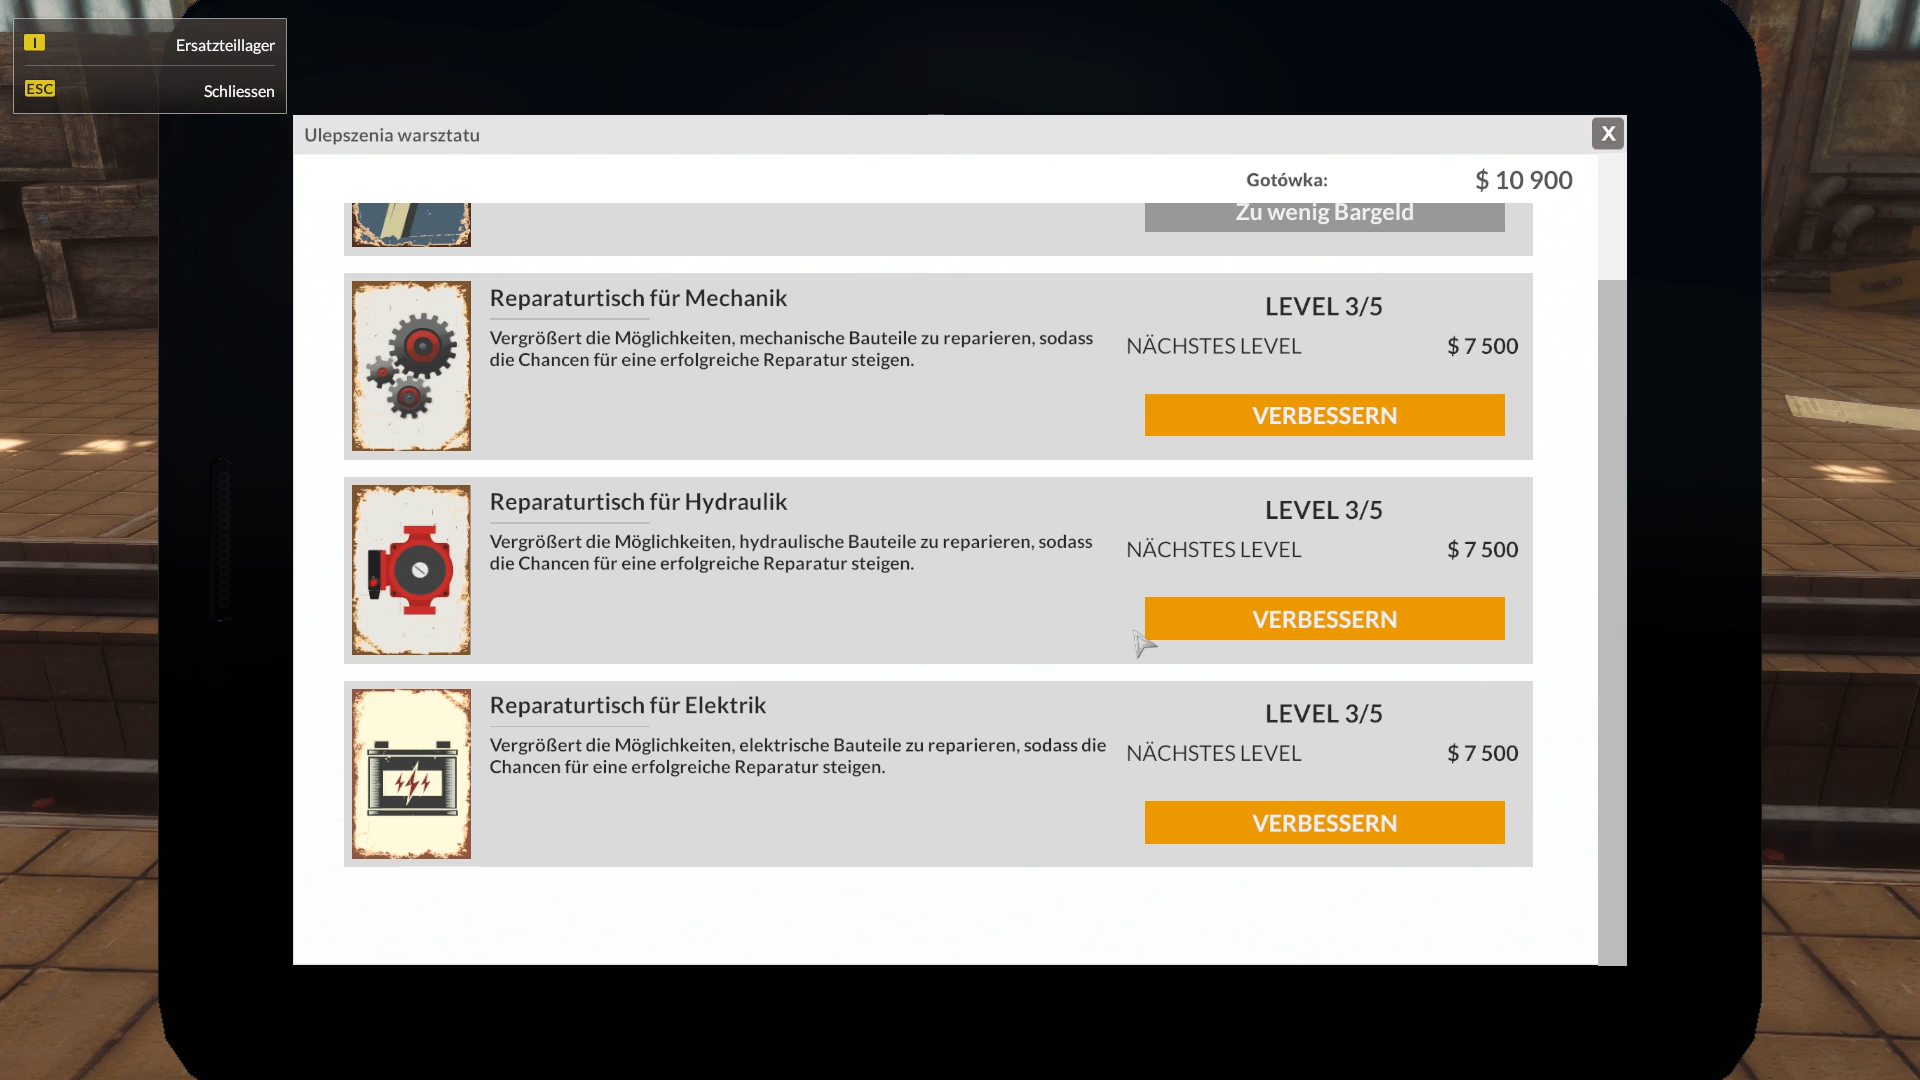 I Ersatzteillager
ESC Schliessen
Ulepszenia warsztatu
X
Gotówka: $ 10 900
Zu wenig Bargeld
Reparaturtisch für Mechanik
Vergrößert die Möglichkeiten, mechanische Bauteile zu reparieren, sodass
die Chancen für eine erfolgreiche Reparatur steigen.
LEVEL 3/5
NÄCHSTES LEVEL $ 7 500
VERBESSERN
Reparaturtisch für Hydraulik
Vergrößert die Möglichkeiten, hydraulische Bauteile zu reparieren, sodass
die Chancen für eine erfolgreiche Reparatur steigen.
LEVEL 3/5
NÄCHSTES LEVEL $ 7 500
VERBESSERN
Reparaturtisch für Elektrik
Vergrößert die Möglichkeiten, elektrische Bauteile zu reparieren, sodass die
Chancen für eine erfolgreiche Reparatur steigen.
LEVEL 3/5
NÄCHSTES LEVEL $ 7 500
VERBESSERN